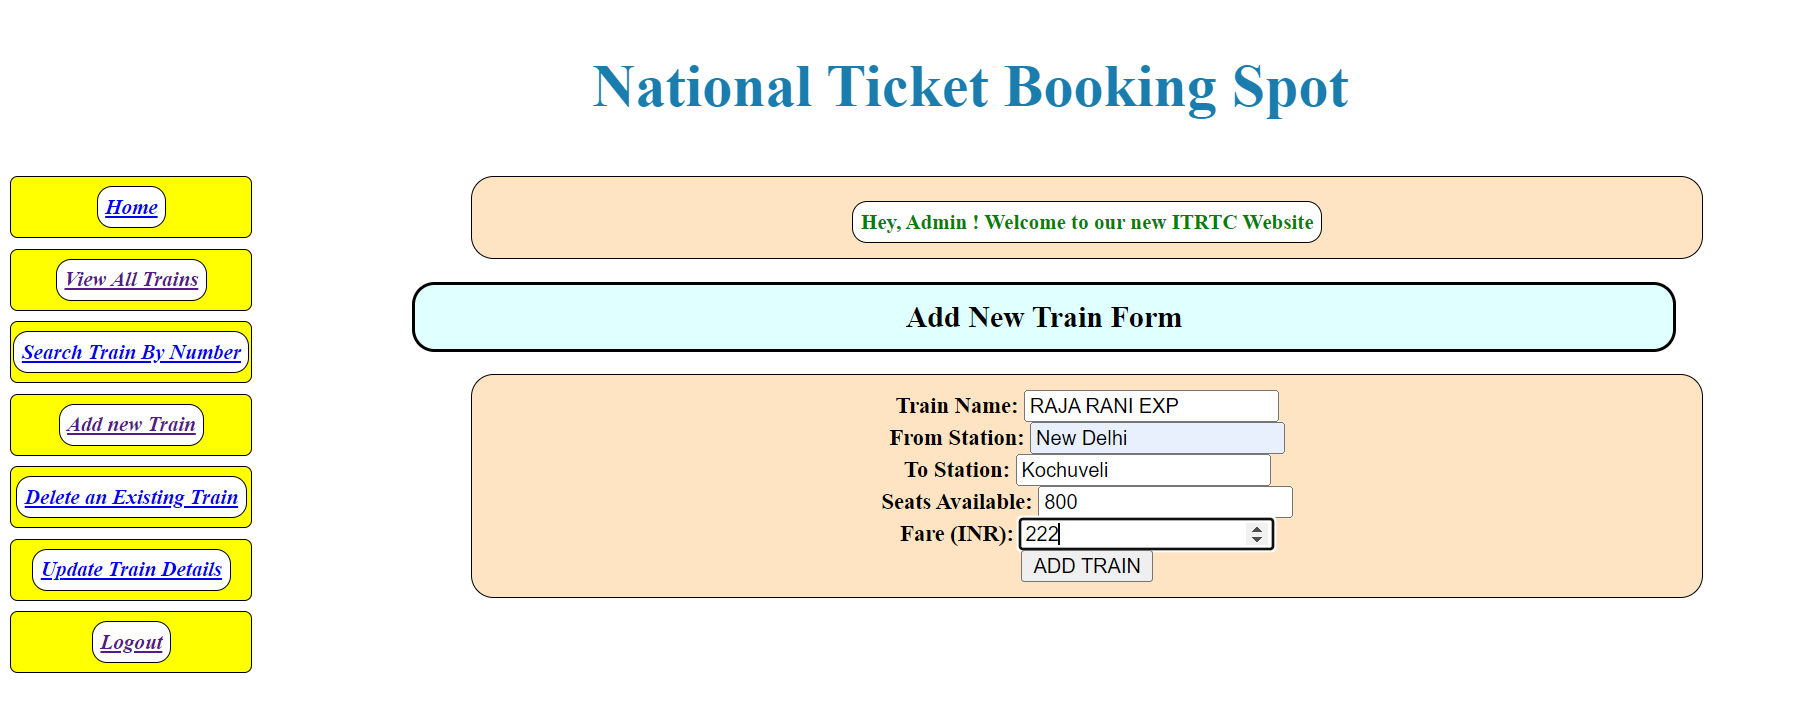 National Ticket Booking Spot
Home
View All Trains
Search Train By Number
Add new Train
Delete an Existing Train
Update Train Details
Logout
Hey, Admin ! Welcome to our new ITRTC Website
Add New Train Form
Train Name: RAJA RANI EXP
From Station: New Delhi
To Station: Kochuveli
Seats Available: 800
Fare (INR): 222
ADD TRAIN